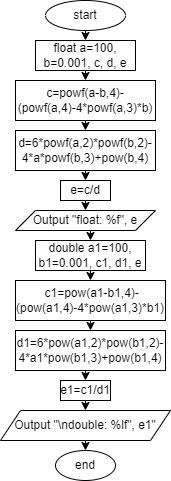 start
float a=100,
b=0.001, c, d, e
c=powf(a-b,4)-
(powf(a,4)-4*powf(a,3)*b)
d=6*powf(a,2)*powf(b,2)-
4*a*powf(b,3)+pow(b,4)
e=c/d
Output "float: %f", e
double a1=100,
b1=0.001, c1, d1, e
c1=pow(a1-b1,4)-
(pow(a1,4)-4*pow(a1,3)*b1)
d1=6*pow(a1,2)*pow(b1,2)-
4*a1*pow(b1,3)+pow(b1,4)
e1=c1/d1
Output "\ndouble: %lf", e1"
end